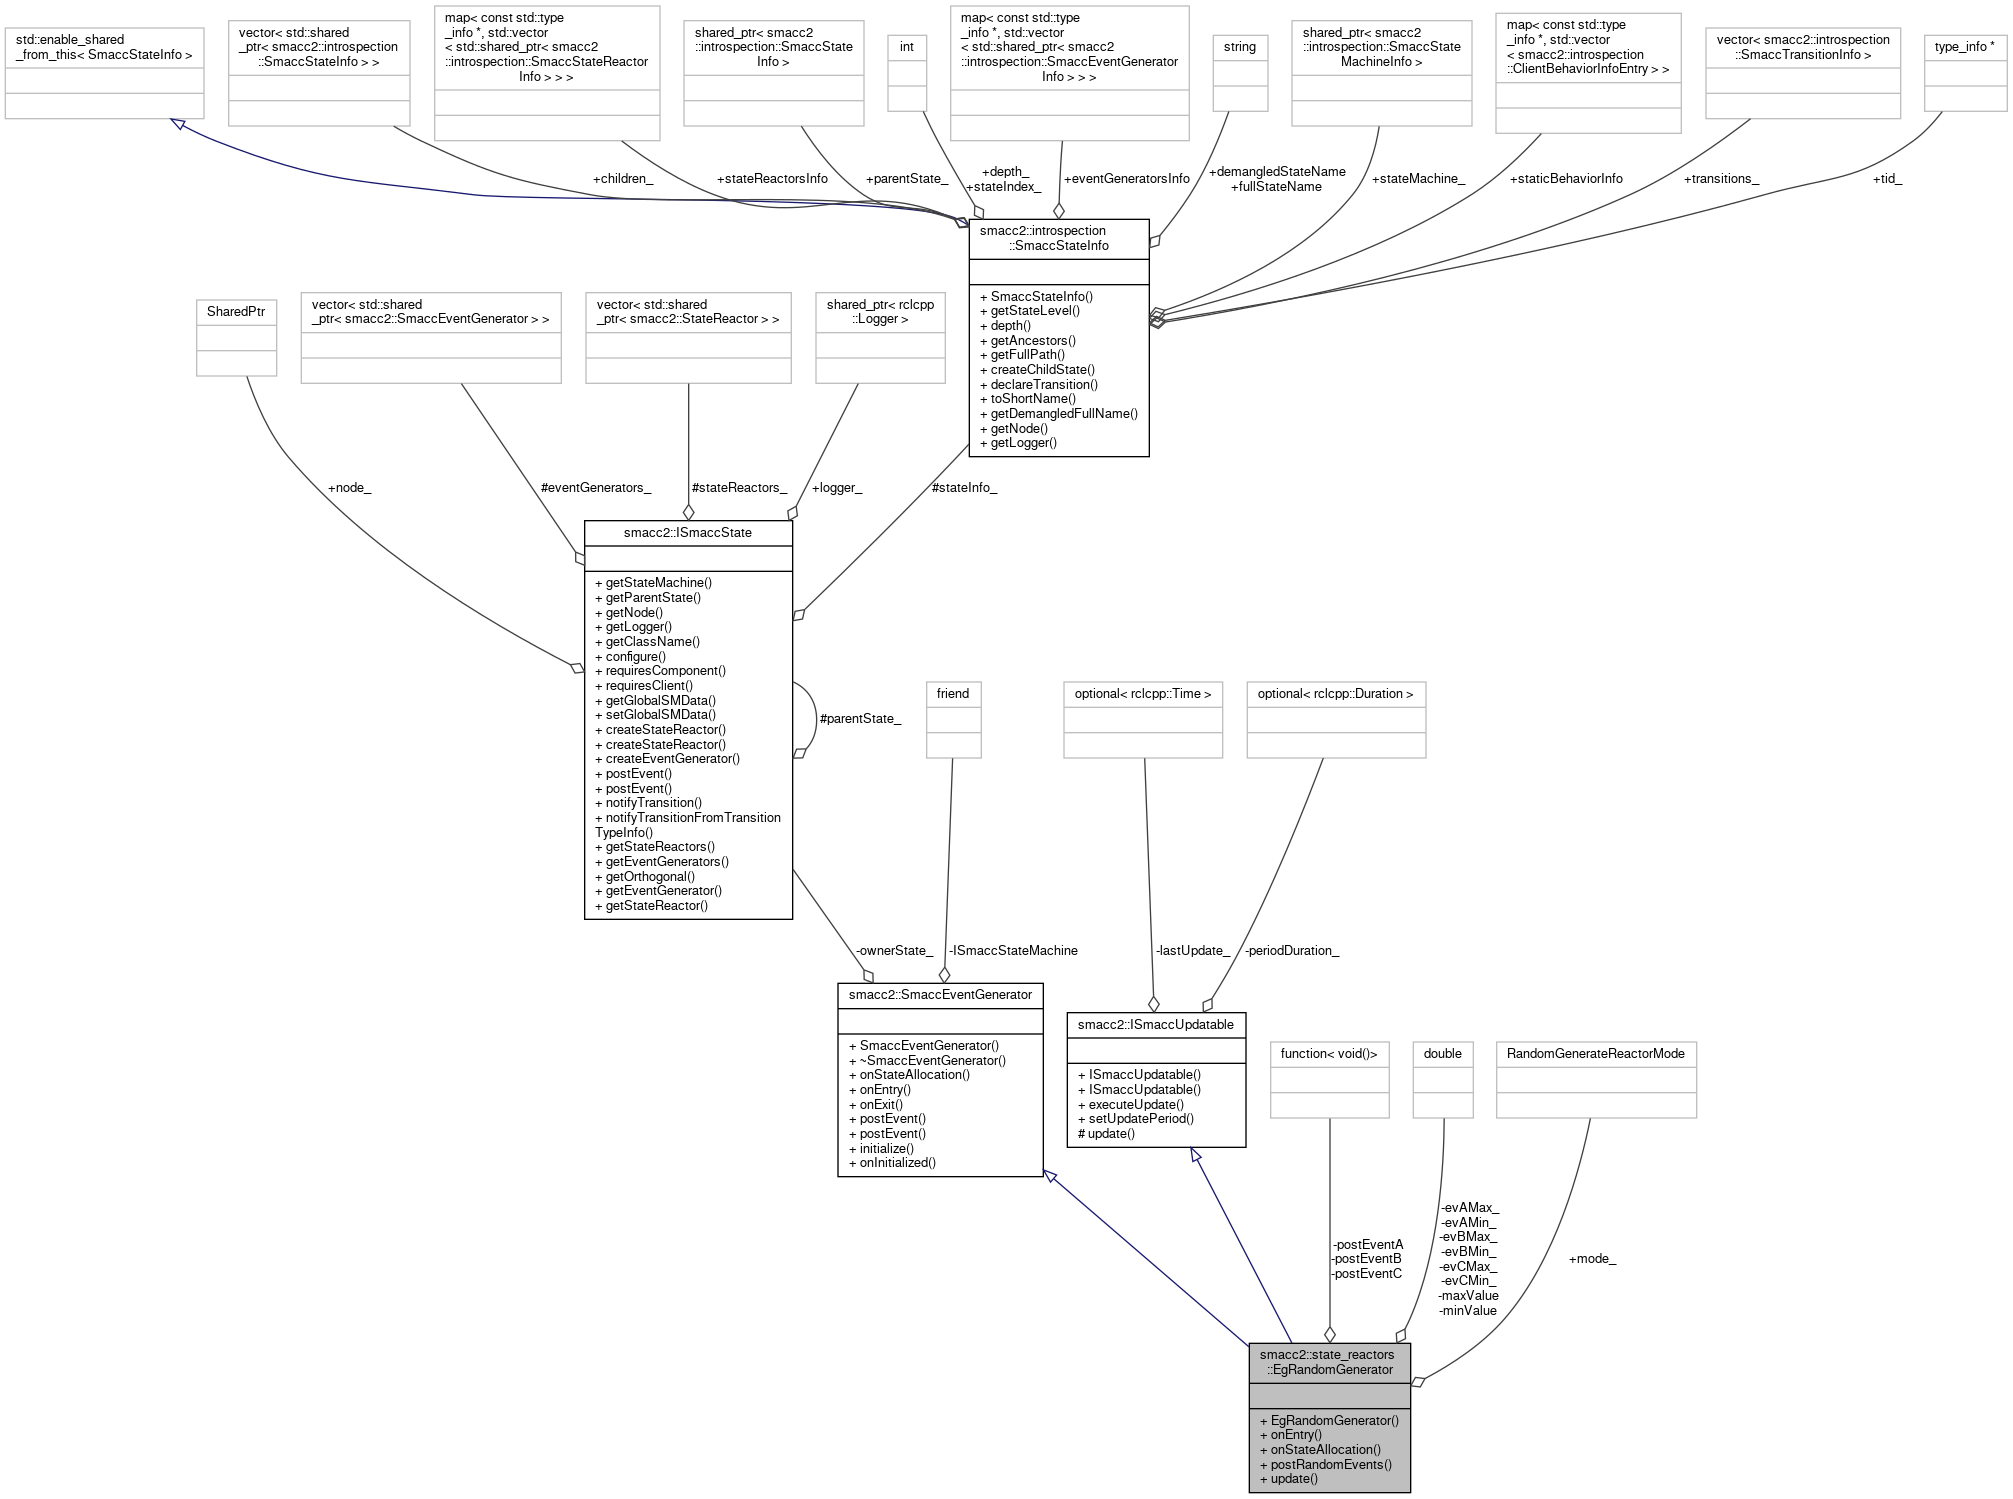 std::enable_shared
_from_this< SmaccStateInfo >
vector< std::shared
_ptr< smacc2::introspection
::SmaccStateInfo > >
map< const std::type
_info *, std::vector
< std::shared_ptr< smacc2
::introspection::SmaccStateReactor
Info > > >
shared_ptr< smacc2
::introspection::SmaccState
Info >
int
map< const std::type
_info *, std::vector
< std::shared_ptr< smacc2
::introspection::SmaccEventGenerator
Info > > >
string
shared_ptr< smacc2
::introspection::SmaccState
MachineInfo >
map< const std::type
_info *, std::vector
< smacc2::introspection
::ClientBehaviorInfoEntry > >
vector< smacc2::introspection
::SmaccTransitionInfo >
type_info *
+children_
+stateReactorsInfo
+parentState_
+depth_
+stateIndex_
+eventGeneratorsInfo
+demangledStateName
+fullStateName
+stateMachine_
+staticBehaviorInfo
+transitions_
+tid_
smacc2::introspection
::SmaccStateInfo
+ SmaccStateInfo()
+ getStateLevel()
+ depth()
+ getAncestors()
+ getFullPath()
+ createChildState()
+ declareTransition()
+ toShortName()
+ getDemangledFullName()
+ getNode()
+ getLogger()
SharedPtr
vector< std::shared
_ptr< smacc2::SmaccEventGenerator > >
vector< std::shared
_ptr< smacc2::StateReactor > >
shared_ptr< rclcpp
::Logger >
+node_
#eventGenerators_
#stateReactors_
+logger_
#stateInfo_
smacc2::ISmaccState
+ getStateMachine()
+ getParentState()
+ getNode()
+ getLogger()
+ getClassName()
+ configure()
+ requiresComponent()
+ requiresClient()
+ getGlobalSMData()
+ setGlobalSMData()
+ createStateReactor()
+ createStateReactor()
+ createEventGenerator()
+ postEvent()
+ postEvent()
+ notifyTransition()
+ notifyTransitionFromTransition
TypeInfo()
+ getStateReactors()
+ getEventGenerators()
+ getOrthogonal()
+ getEventGenerator()
+ getStateReactor()
#parentState_
friend
optional< rclcpp::Time >
optional< rclcpp::Duration >
-ownerState_
-ISmaccStateMachine
-lastUpdate_
-periodDuration_
smacc2::SmaccEventGenerator
+ SmaccEventGenerator()
+ ~SmaccEventGenerator()
+ onStateAllocation()
+ onEntry()
+ onExit()
+ postEvent()
+ postEvent()
+ initialize()
+ onInitialized()
smacc2::ISmaccUpdatable
+ ISmaccUpdatable()
+ ISmaccUpdatable()
+ executeUpdate()
+ setUpdatePeriod()
# update()
function< void()>
double
RandomGenerateReactorMode
-postEventA
-postEventB
-postEventC
-evAMax_
-evAMin_
-evBMax_
-evBMin_
-evCMax_
-evCMin_
-maxValue
-minValue
+mode_
smacc2::state_reactors
::EgRandomGenerator
+ EgRandomGenerator()
+ onEntry()
+ onStateAllocation()
+ postRandomEvents()
+ update()